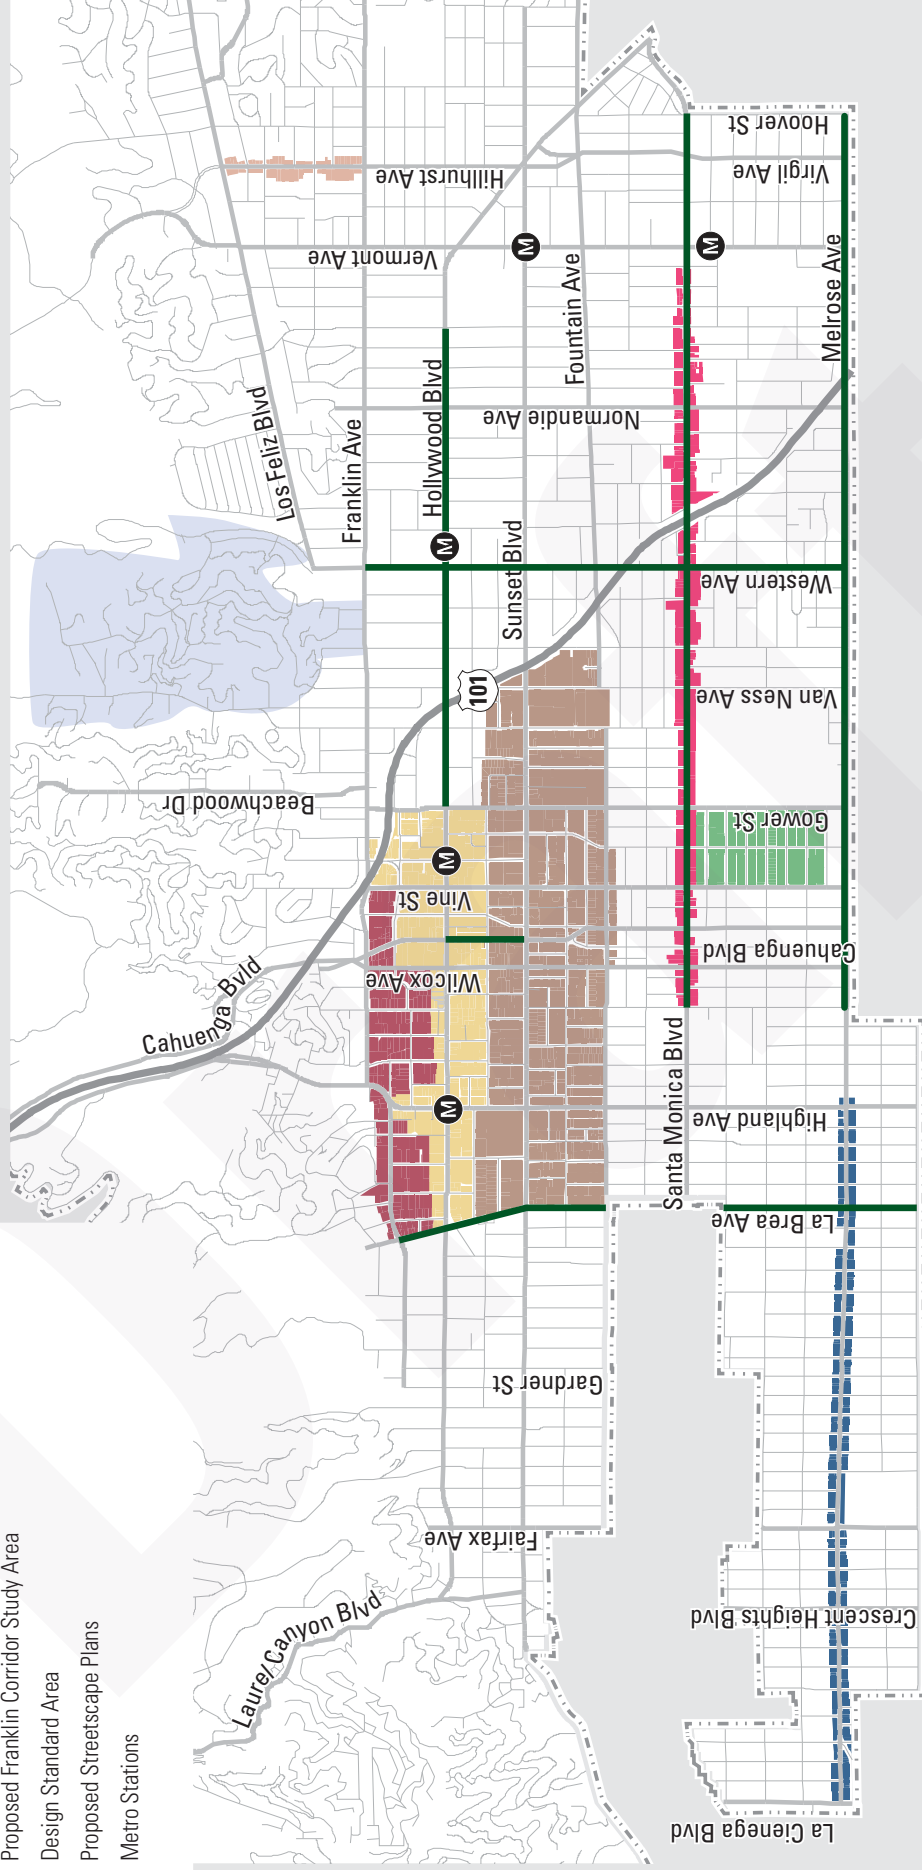 Proposed Franklin Corridor Study Area
Design Standard Area
Proposed Streetscape Plans
Metro Stations
Hoover St
Virgil Ave
Hillhurst Ave
Vermont Ave
M
M
Melrose Ave
Fountain Ave
Normandie Ave
Los Feliz Blvd
Franklin Ave
Hollywood Blvd
M
Sunset Blvd
Western Ave
101
Van Ness Ave
Beachwood Dr
Gower St
M
Vine St
Cahuenga Blvd
Wilcox Ave
Cahuenga Bvld
M
Santa Monica Blvd
Highland Ave
La Brea Ave
Gardner St
Fairfax Ave
Laurel Canyon Blvd
Crescent Heights Blvd
La Cienega Blvd